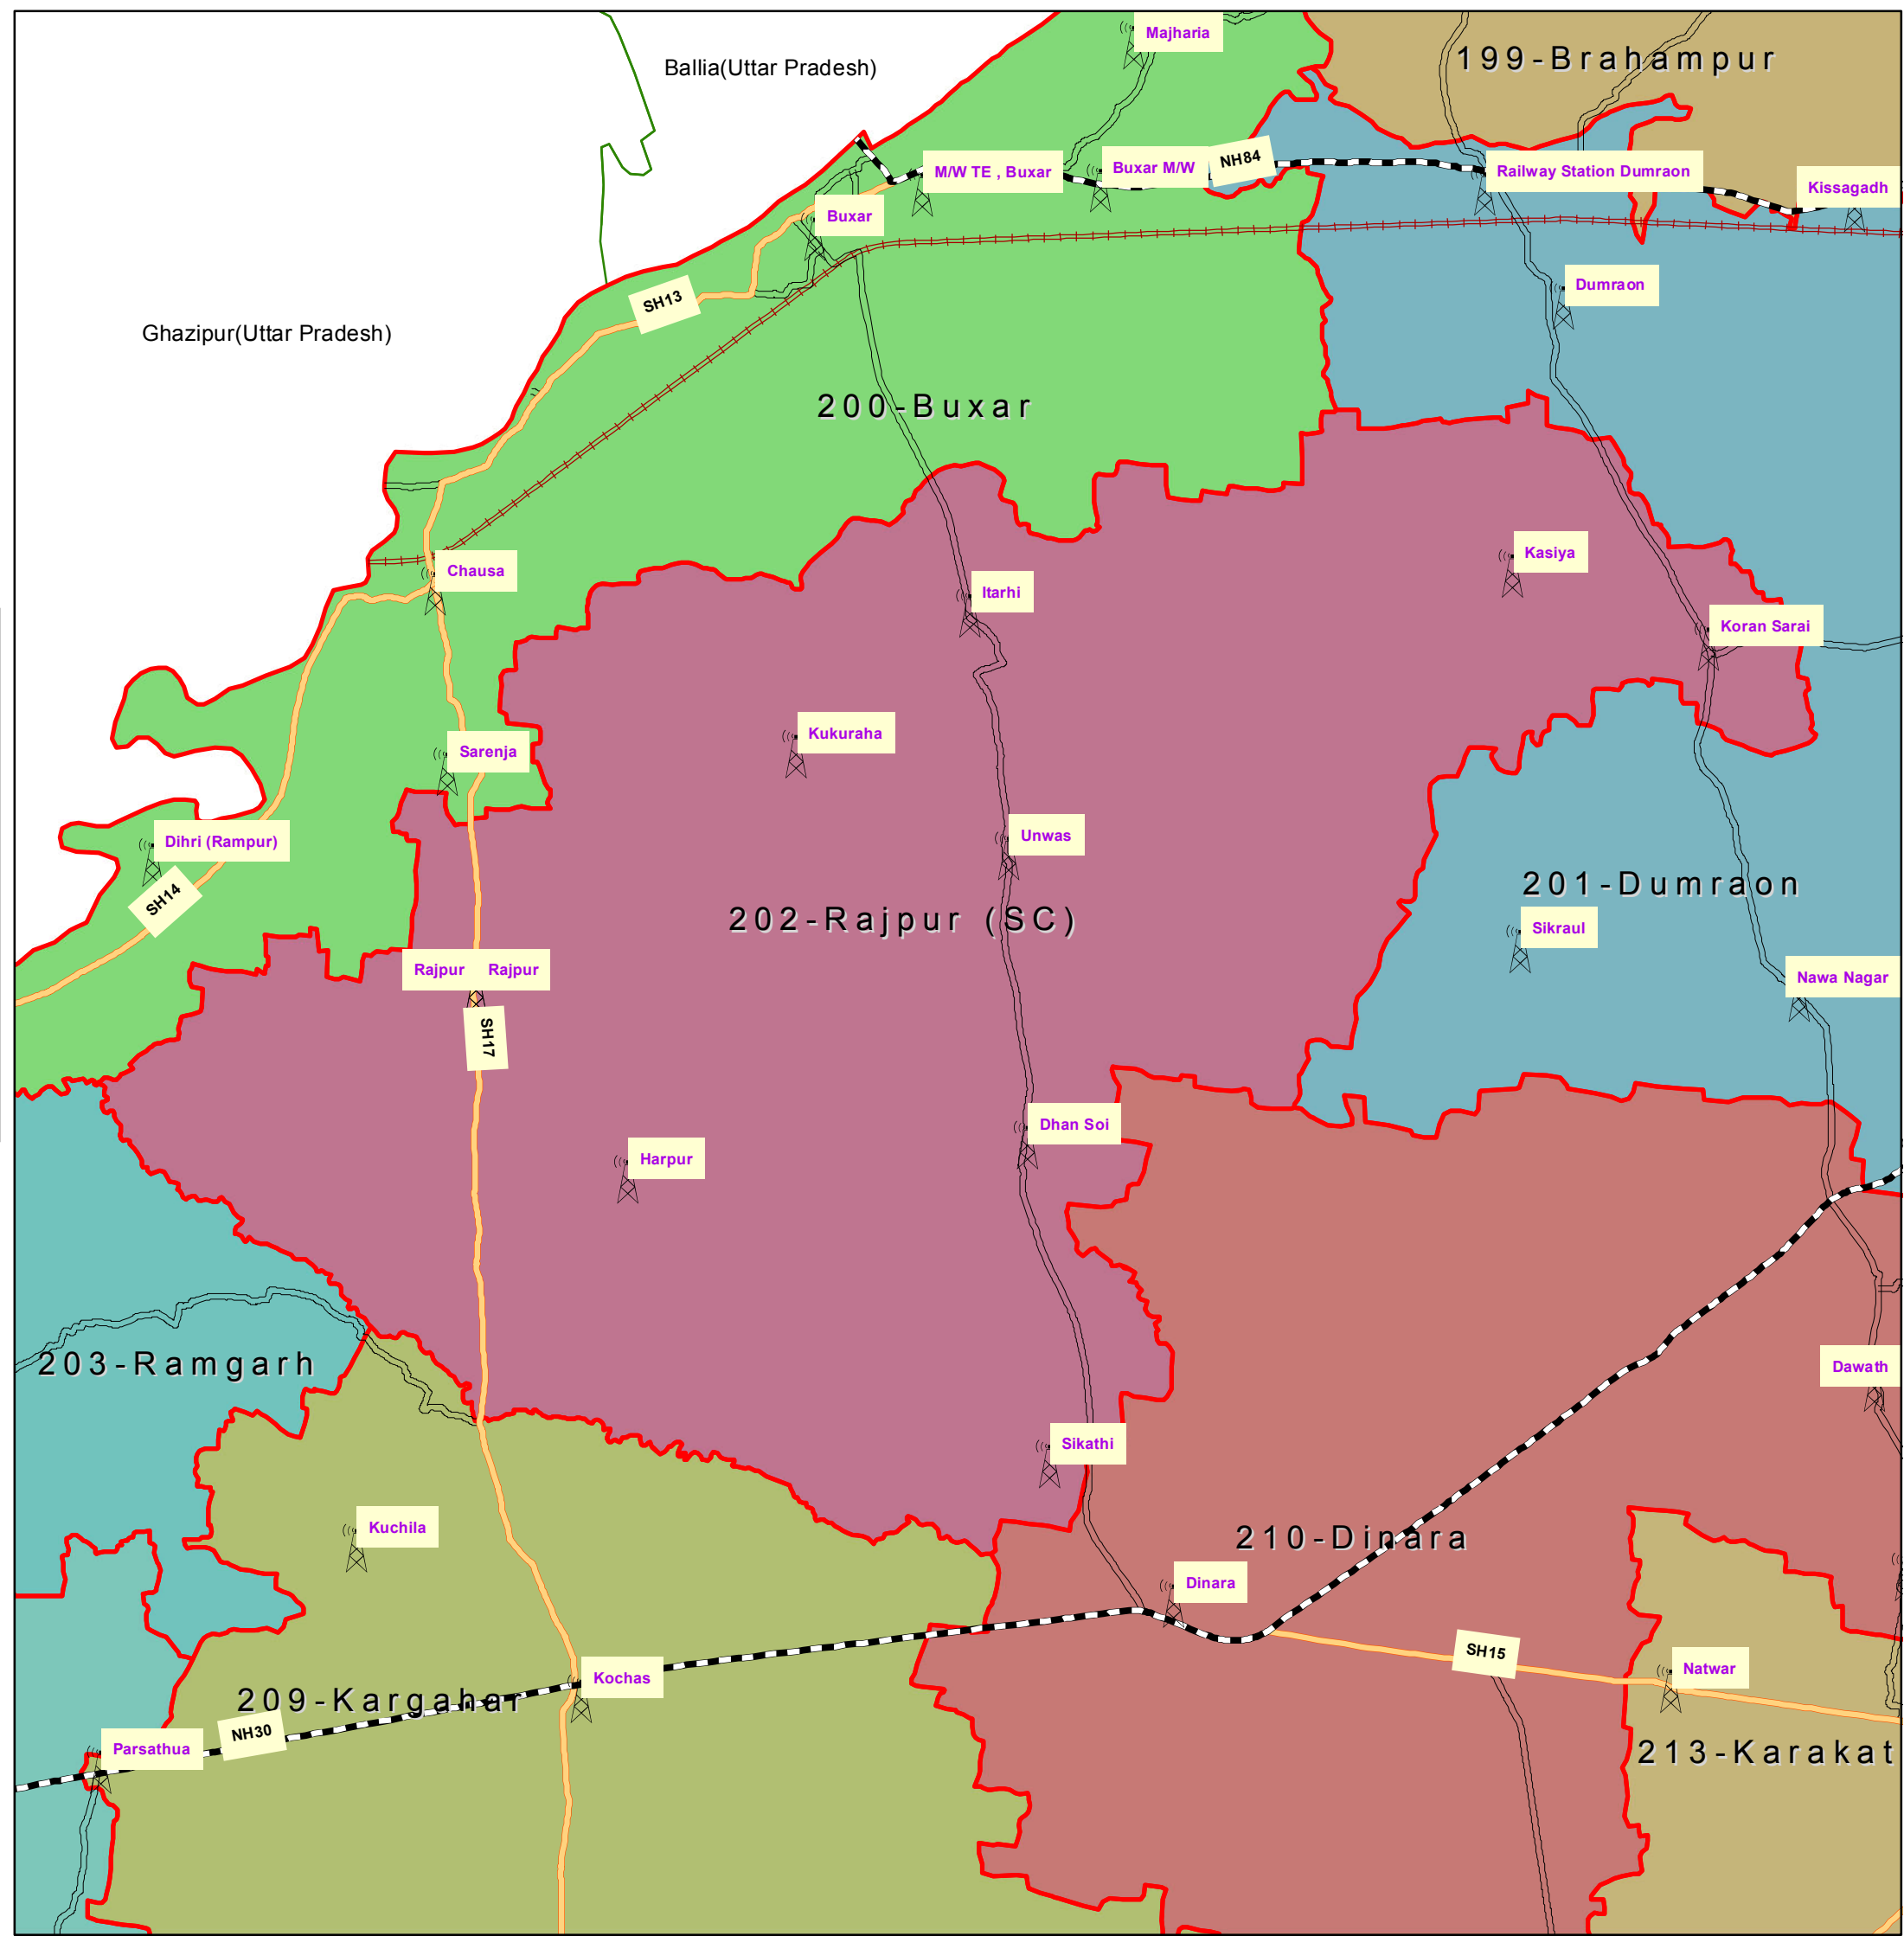 Majharia
199-Brahampur
Ballia(Uttar Pradesh)
NH84
M/W TE , Buxar
Buxar M/W
Railway Station Dumraon
Kissagadh
Buxar
Dumraon
SH13
Ghazipur(Uttar Pradesh)
200-Buxar
Kasiya
Chausa
Itarhi
Koran Sarai
Kukuraha
Sarenja
Unwas
Dihri (Rampur)
201-Dumraon
SH14
202-Rajpur (SC)
Sikraul
Rajpur Rajpur
Nawa Nagar
SH17
Dhan Soi
Harpur
203-Ramgarh
Dawath
Sikathi
Kuchila
210-Dinara
Dinara
SH15
Natwar
Kochas
209-Kargahar
NH30
Parsathua
213-Karakat